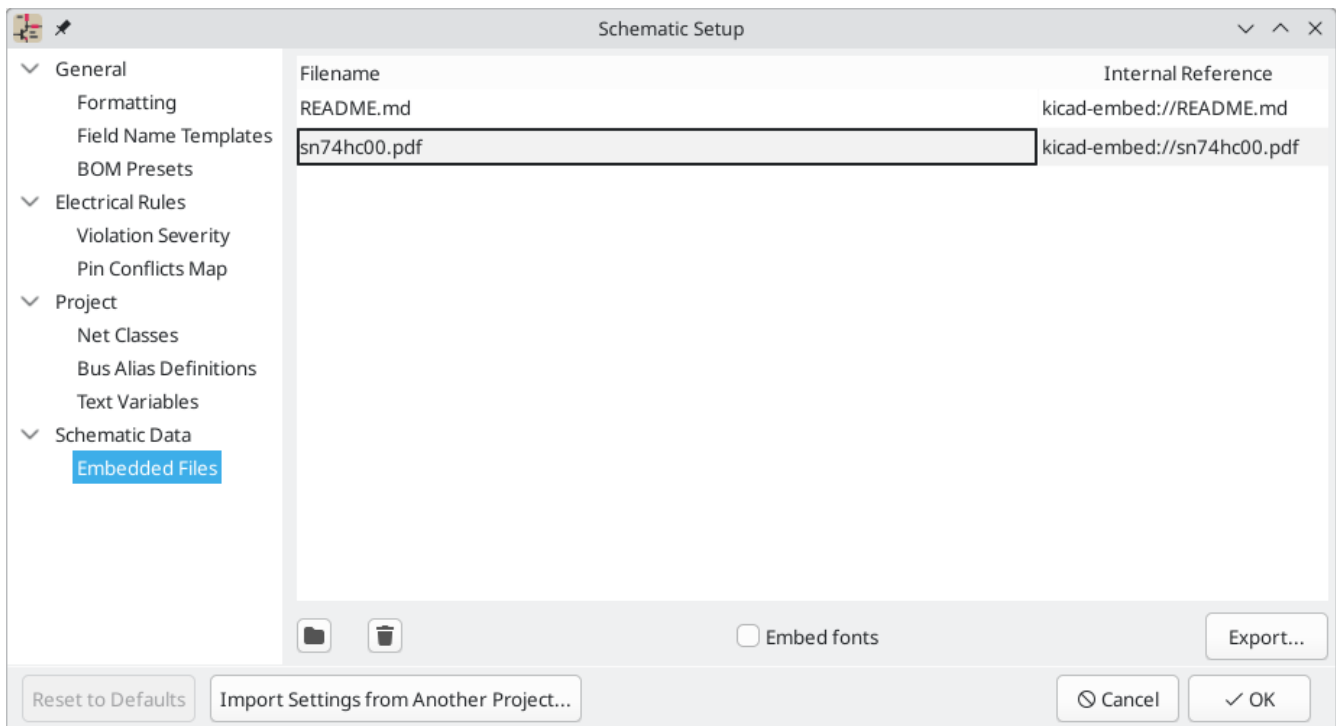 Schematic Setup
General
Formatting
Field Name Templates
BOM Presets
Electrical Rules
Violation Severity
Pin Conflicts Map
Project
Net Classes
Bus Alias Definitions
Text Variables
Schematic Data
Embedded Files
Filename Internal Reference
README.md kicad-embed://README.md
sn74hc00.pdf kicad-embed://sn74hc00.pdf
Embed fonts Export...
Reset to Defaults Import Settings from Another Project... Cancel OK